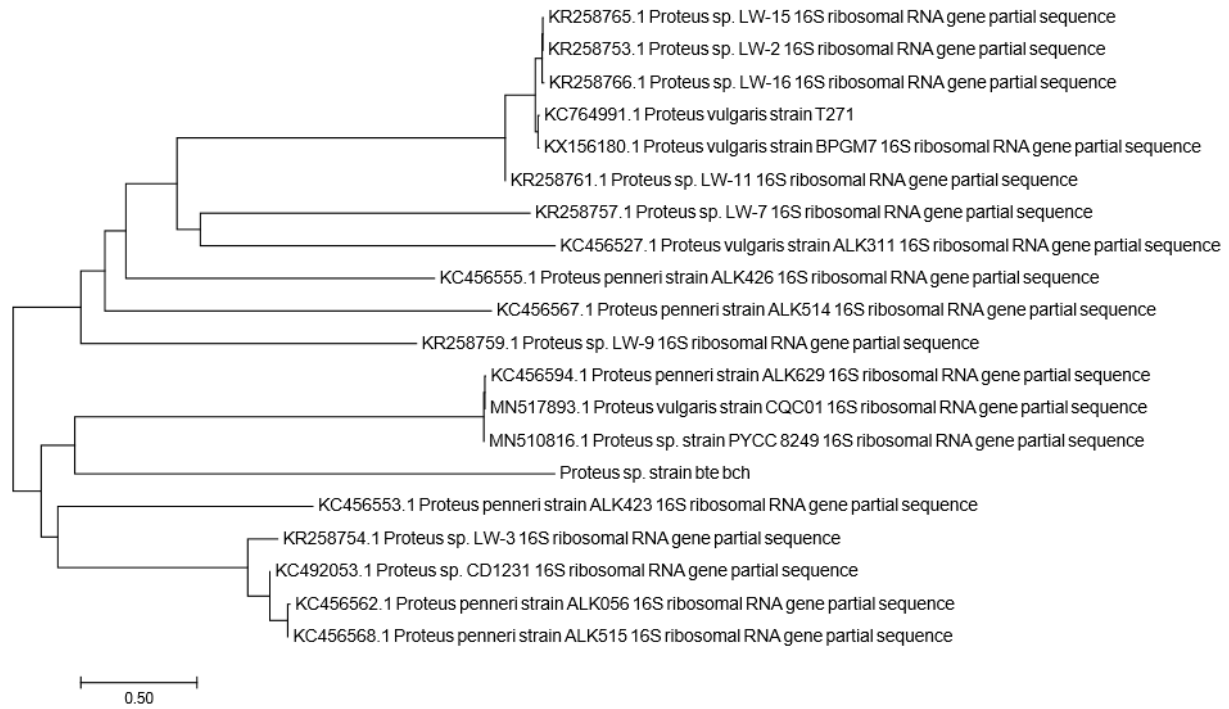 KR258765.1 Proteus sp. LW-15 16S ribosomal RNA gene partial sequence
KR258753.1 Proteus sp. LW-2 16S ribosomal RNA gene partial sequence
KR258766.1 Proteus sp. LW-16 16S ribosomal RNA gene partial sequence
KC764991.1 Proteus vulgaris strain T271
KX156180.1 Proteus vulgaris strain BPGM7 16S ribosomal RNA gene partial sequence
KR258761.1 Proteus sp. LW-11 16S ribosomal RNA gene partial sequence
KR258757.1 Proteus sp. LW-7 16S ribosomal RNA gene partial sequence
KC456527.1 Proteus vulgaris strain ALK311 16S ribosomal RNA gene partial sequence
KC456555.1 Proteus penneri strain ALK426 16S ribosomal RNA gene partial sequence
KC456567.1 Proteus penneri strain ALK514 16S ribosomal RNA gene partial sequence
KR258759.1 Proteus sp. LW-9 16S ribosomal RNA gene partial sequence
KC456594.1 Proteus penneri strain ALK629 16S ribosomal RNA gene partial sequence
MN517893.1 Proteus vulgaris strain CQC01 16S ribosomal RNA gene partial sequence
MN510816.1 Proteus sp. strain PYCC 8249 16S ribosomal RNA gene partial sequence
Proteus sp. strain bte bch
KC456553.1 Proteus penneri strain ALK423 16S ribosomal RNA gene partial sequence
KR258754.1 Proteus sp. LW-3 16S ribosomal RNA gene partial sequence
KC492053.1 Proteus sp. CD1231 16S ribosomal RNA gene partial sequence
KC456562.1 Proteus penneri strain ALK056 16S ribosomal RNA gene partial sequence
KC456568.1 Proteus penneri strain ALK515 16S ribosomal RNA gene partial sequence
0.50